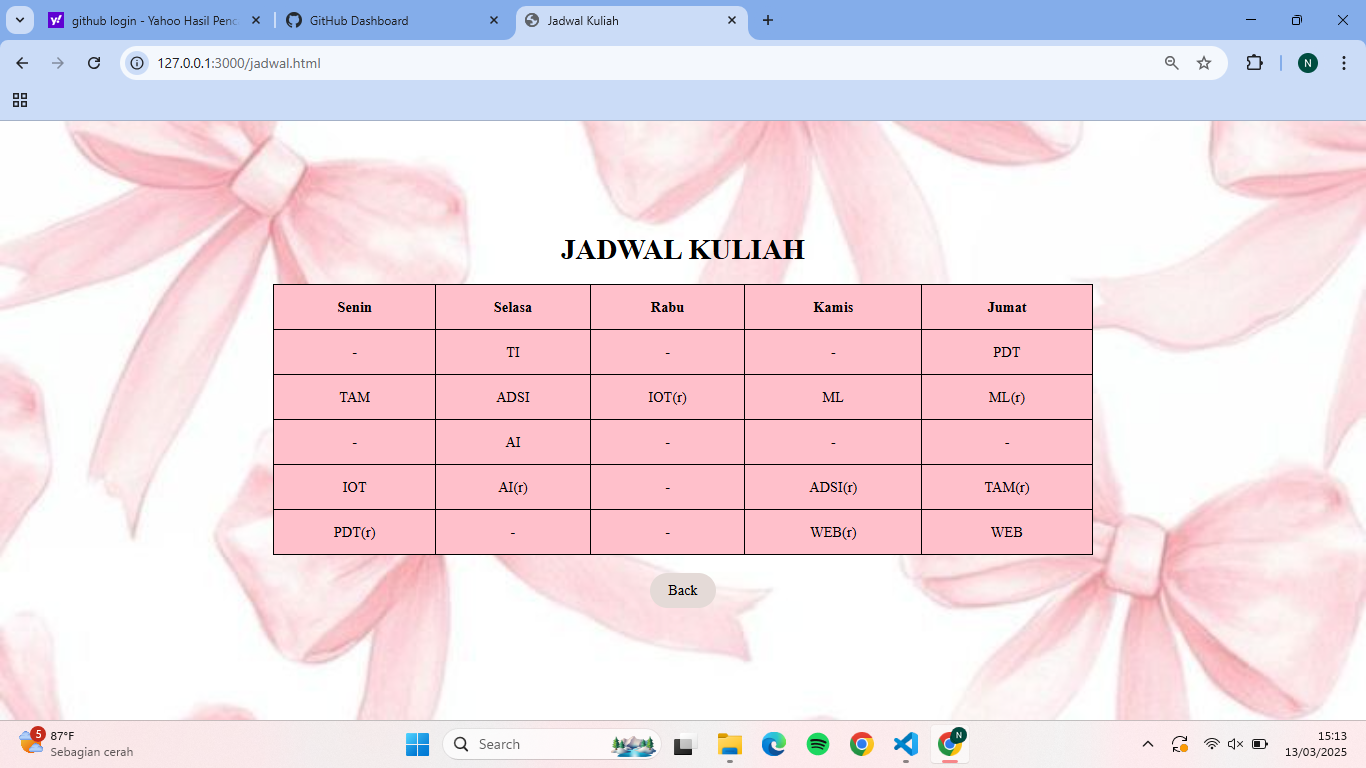 github login - Yahoo Hasil Penc
GitHub Dashboard
Jadwal Kuliah
127.0.0.1:3000/jadwal.html
N
JADWAL KULIAH
Senin Selasa Rabu Kamis Jumat
- TI - - PDT
TAM ADSI IOT(r) ML ML(r)
- AI - - -
IOT AI(r) - ADSI(r) TAM(r)
PDT(r) - - WEB(r) WEB
Back
5
87°F
Sebagian cerah
Search
N
15:13
13/03/2025